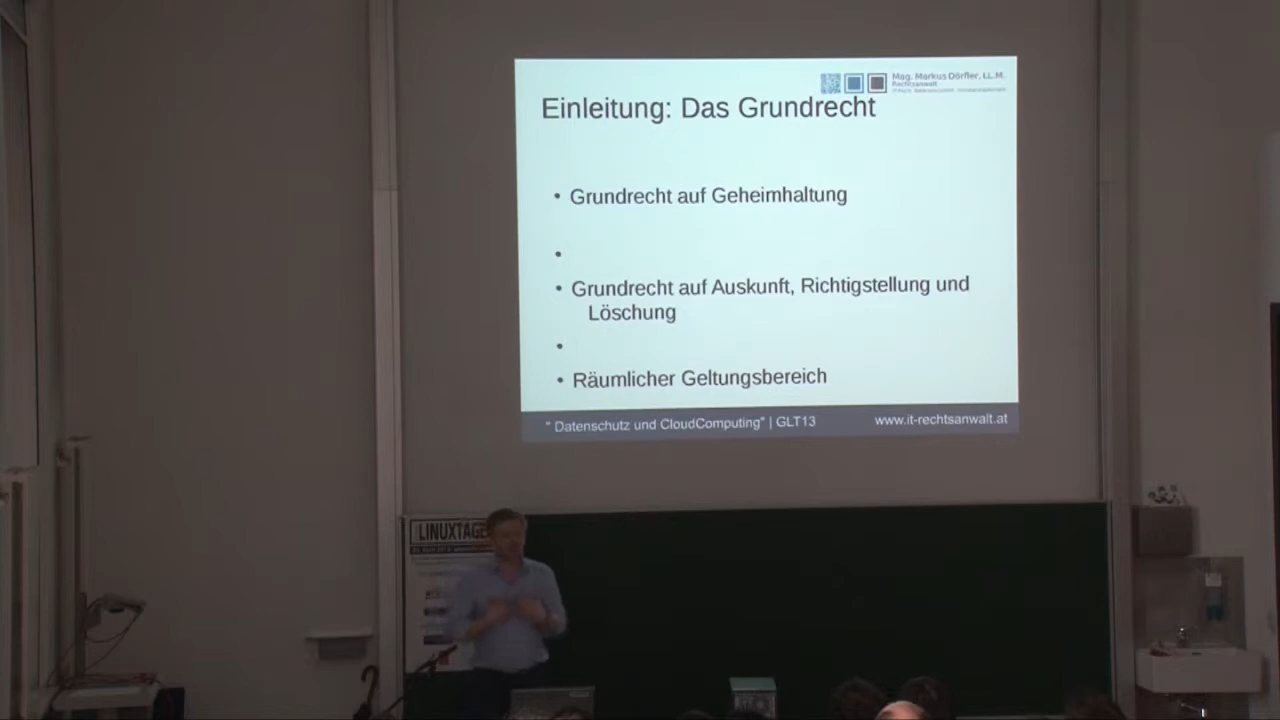 Mag. Markus Dörfler, LL.M.
Rechtsanwalt
Einleitung: Das Grundrecht
• Grundrecht auf Geheimhaltung
•
• Grundrecht auf Auskunft, Richtigstellung und
Löschung
•
• Räumlicher Geltungsbereich
" Datenschutz und CloudComputing" | GLT13
www.it-rechtsanwalt.at
LINUXTAGE